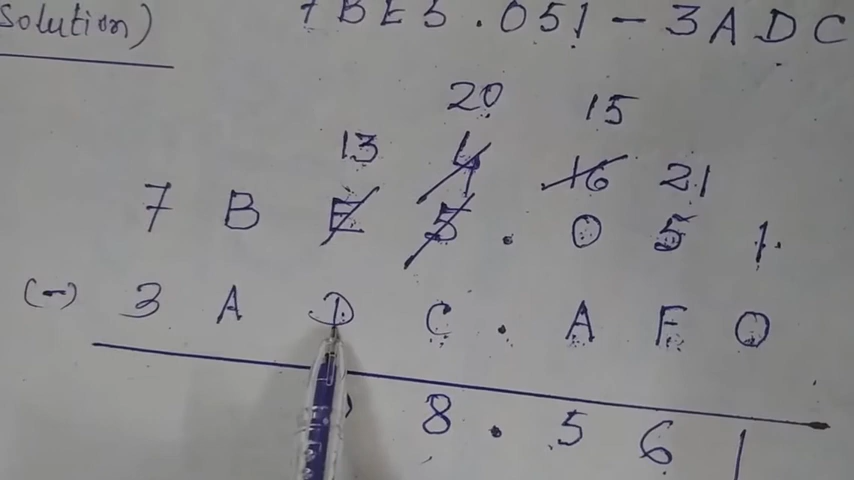 Solution) 7BE5.051 - 3ADC
20 15
13 4 16 21
7 B E 5 . 0 5 1
(-) 3 A D C . A F 0
8 . 5 6 1